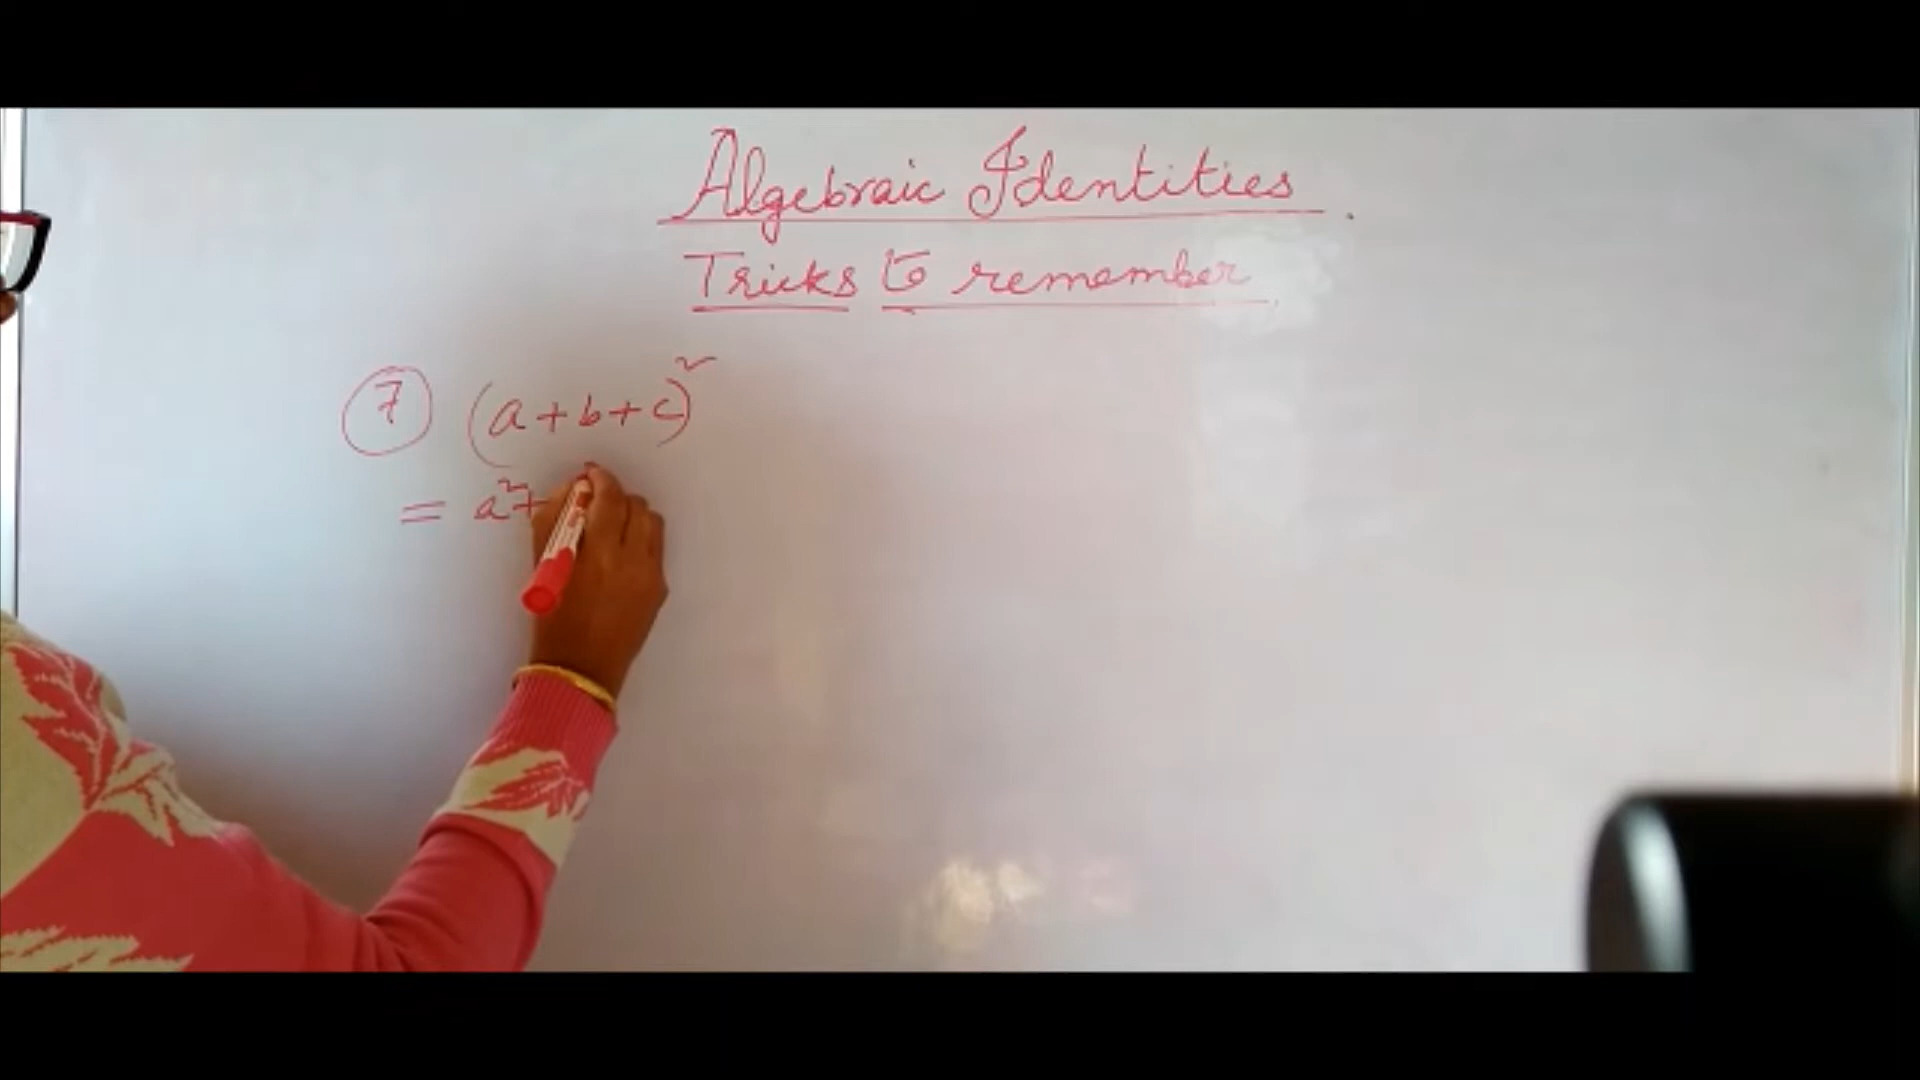 Algebraic Identities.
Tricks to remember
7 (a+b+c)²
= a²+